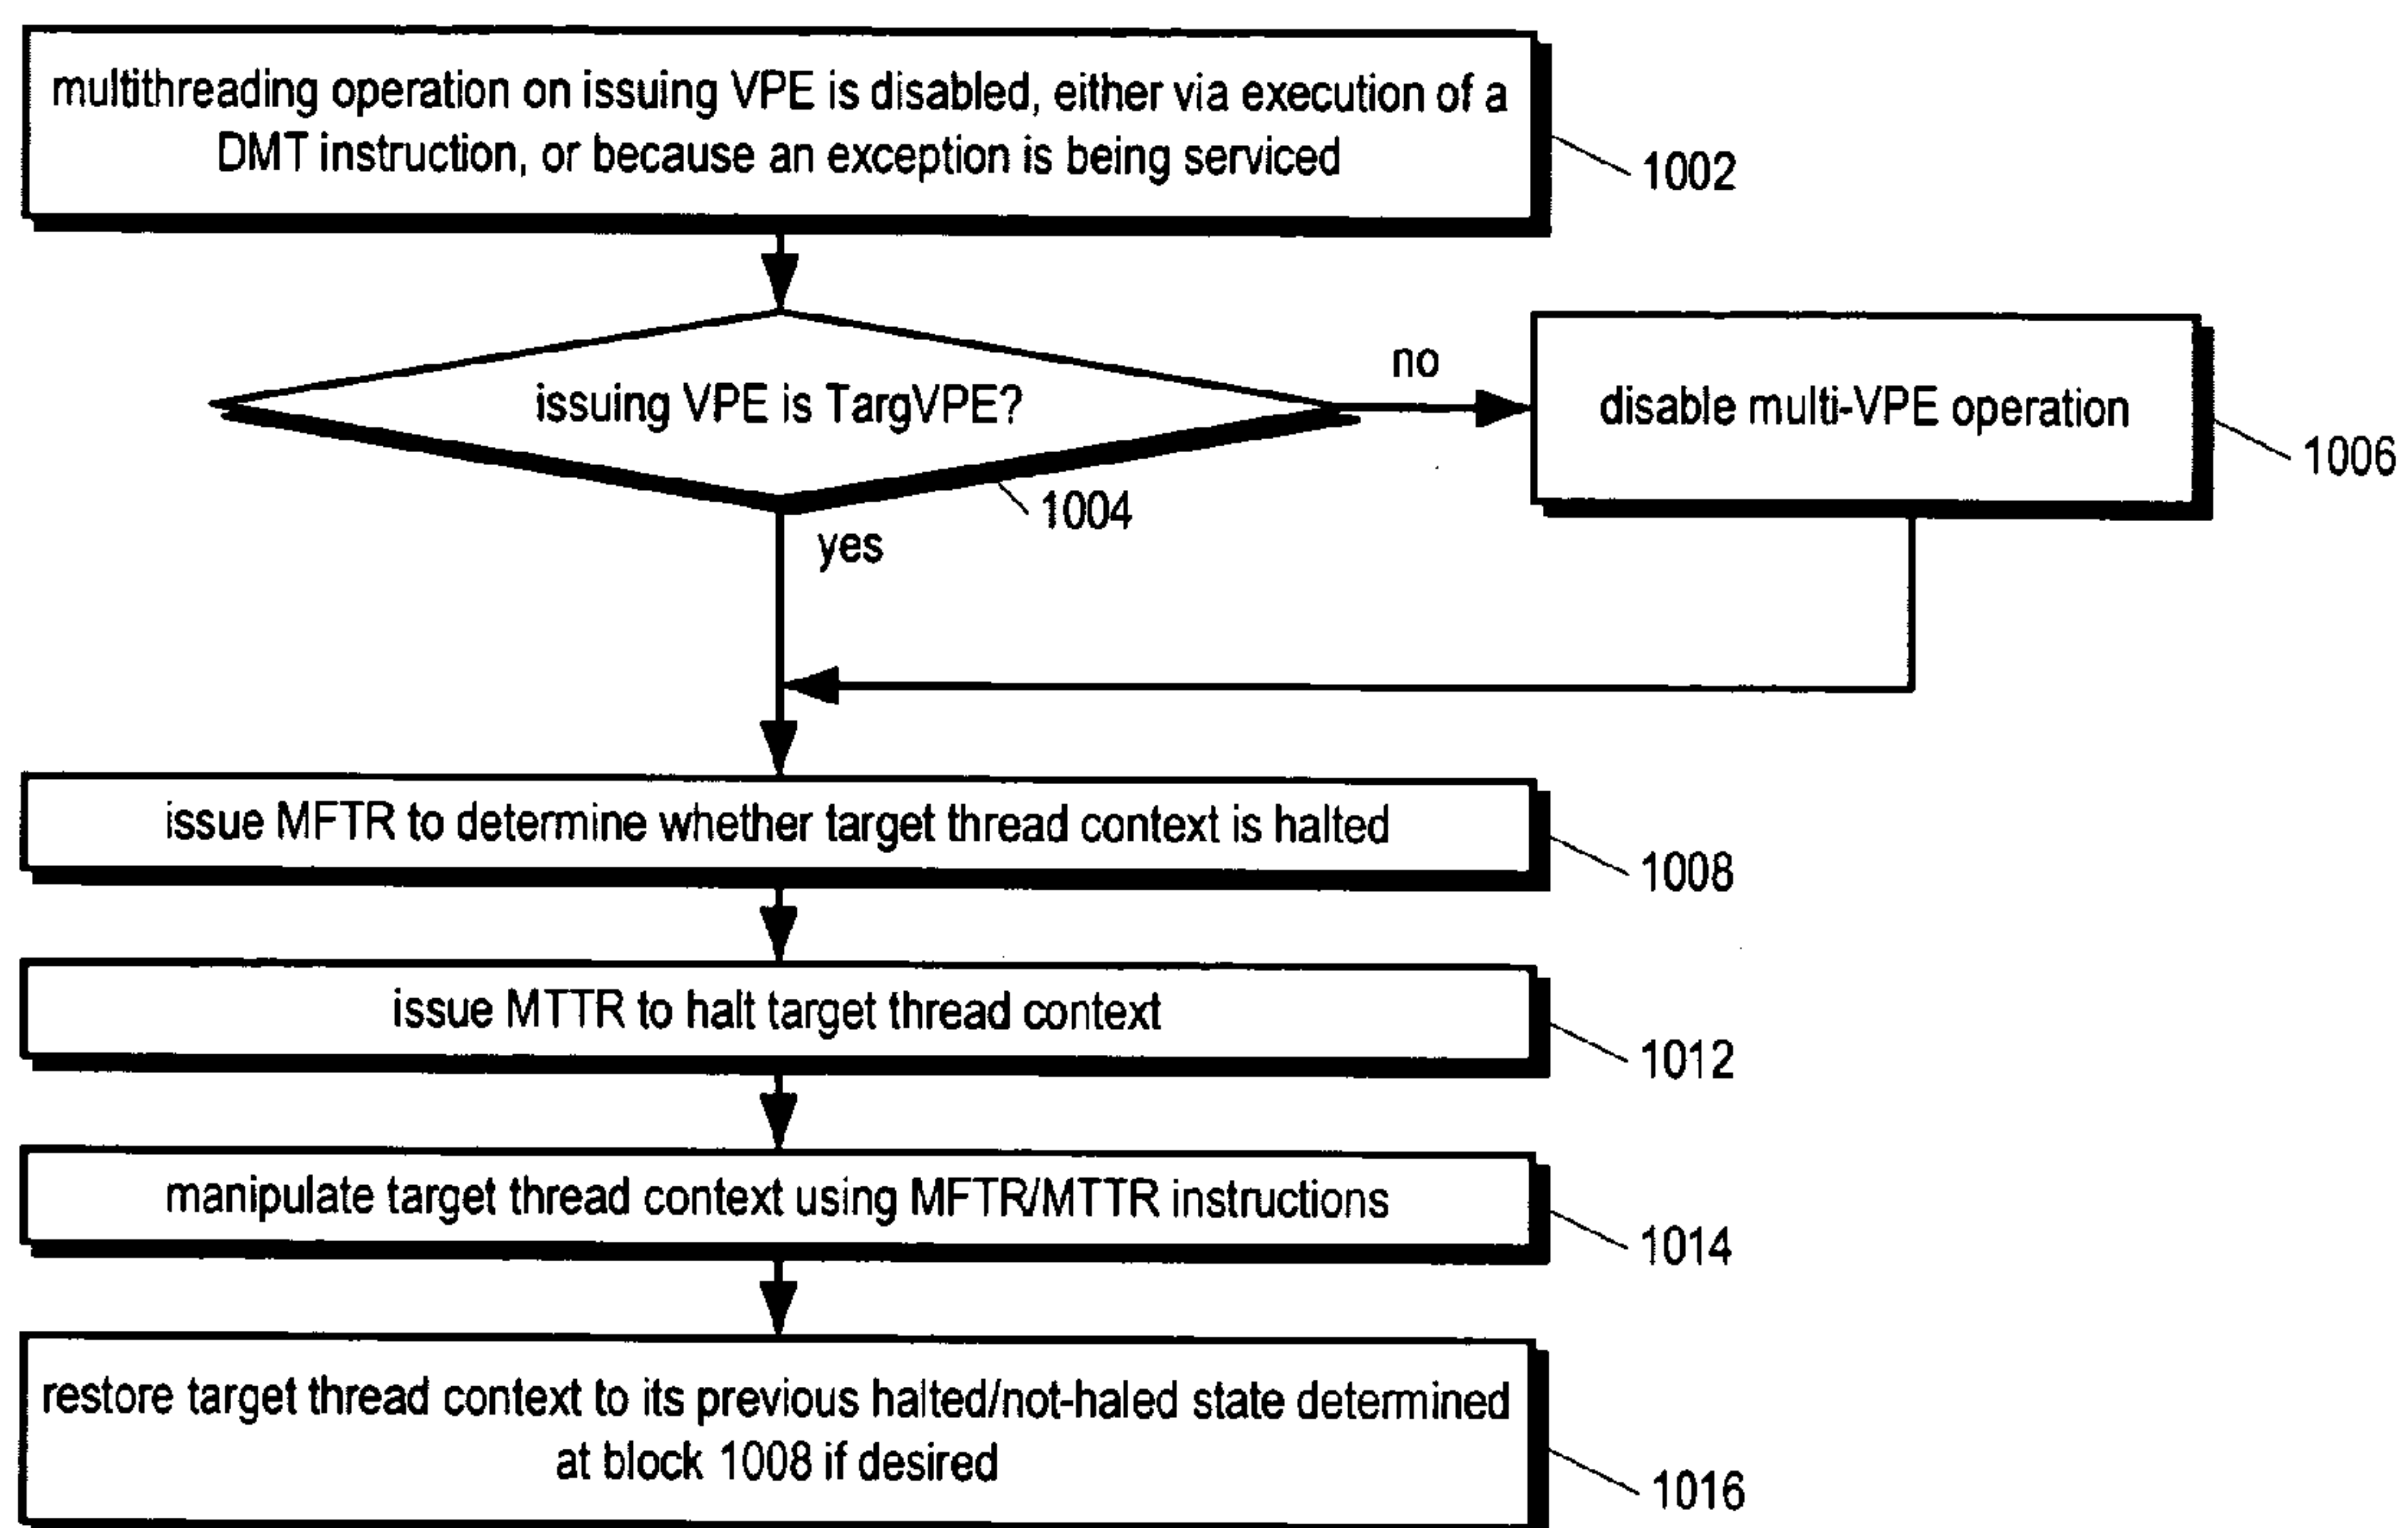 multithreading operation on issuing VPE is disabled, either via execution of a
DMT instruction, or because an exception is being serviced
1002
issuing VPE is TargVPE?
1004
no
disable multi-VPE operation
1006
yes
issue MFTR to determine whether target thread context is halted
1008
issue MTTR to halt target thread context
1012
manipulate target thread context using MFTR/MTTR instructions
1014
restore target thread context to its previous halted/not-haled state determined
at block 1008 if desired
1016